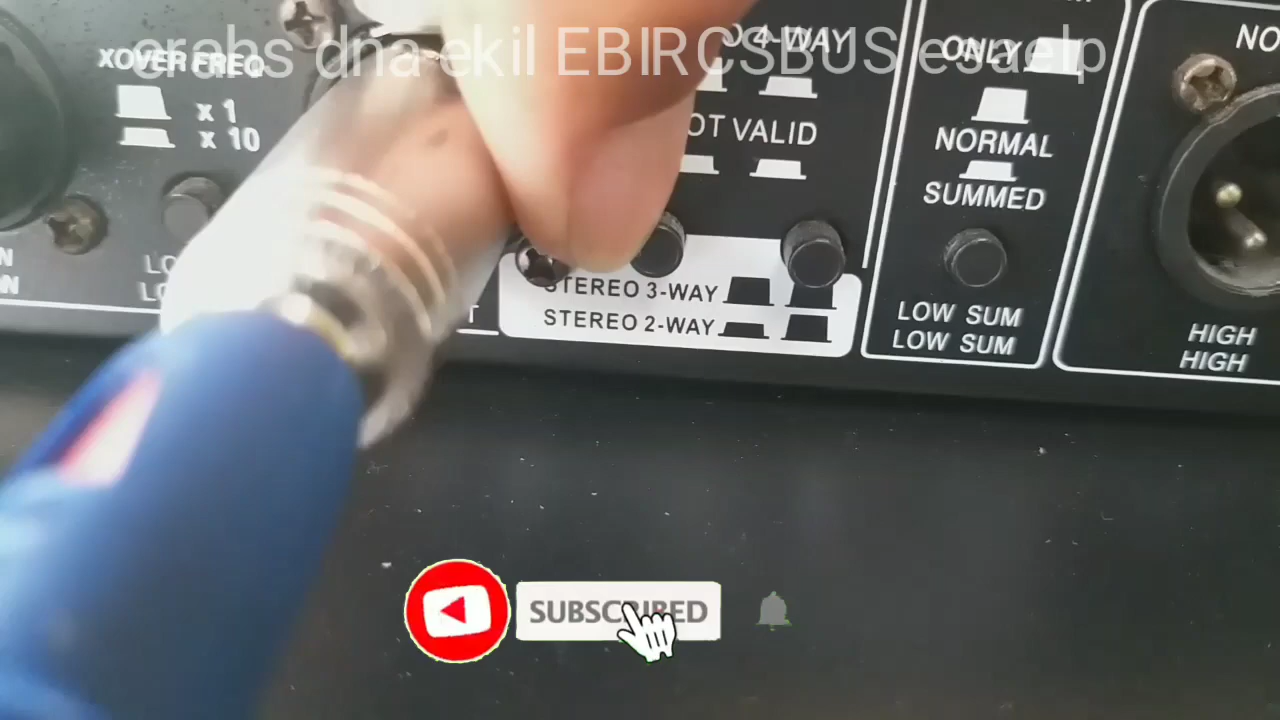 erahs dna ekil EBIRCSBUS esaelp
XOVER FREQ
x 1
x 10
4-WAY
VALID
STEREO 3-WAY
STEREO 2-WAY
ONLY
NORMAL
SUMMED
LOW SUM
LOW SUM
NO
HIGH
HIGH
SUBSCRIBED